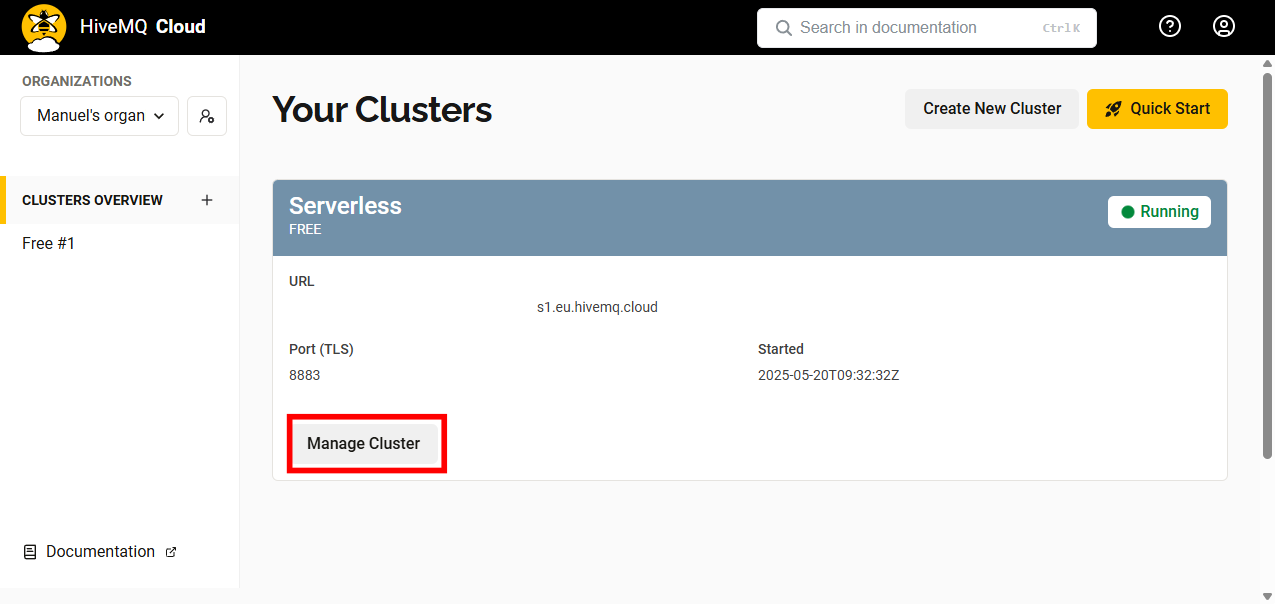 HiveMQ Cloud
Search in documentation
Ctrl K
ORGANIZATIONS
Manuel's organ
CLUSTERS OVERVIEW
Free #1
Documentation
Your Clusters
Create New Cluster
Quick Start
Serverless
FREE
Running
URL
s1.eu.hivemq.cloud
Port (TLS)
8883
Started
2025-05-20T09:32:32Z
Manage Cluster